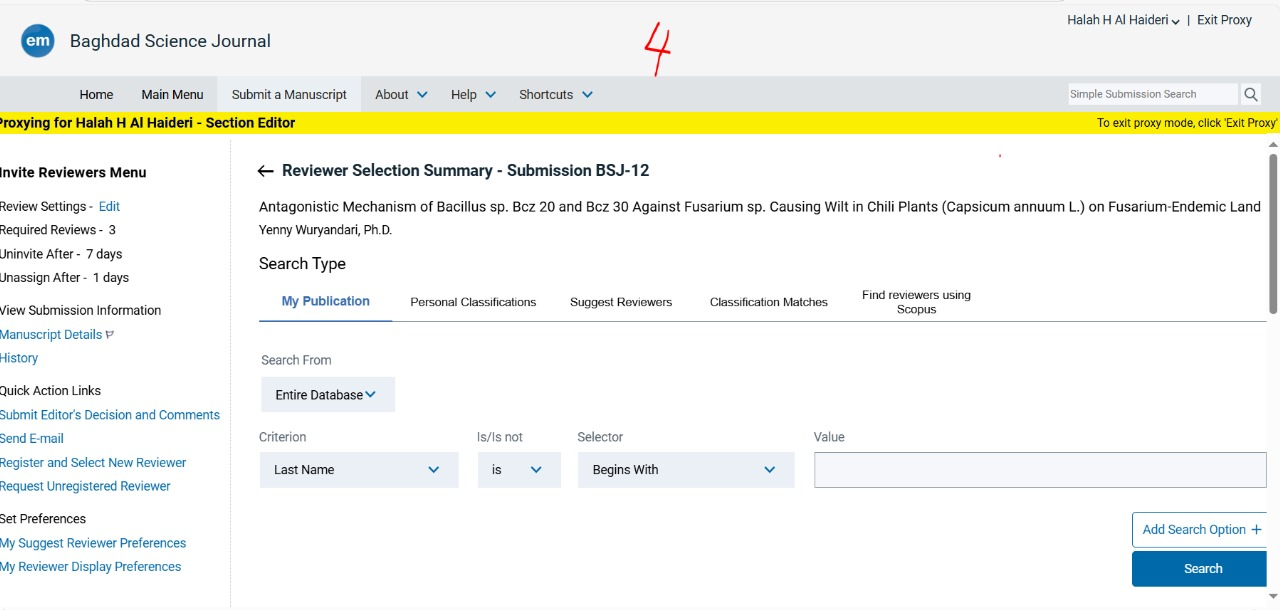 Halah H Al Haideri | Exit Proxy
em Baghdad Science Journal
4
Home Main Menu Submit a Manuscript About Help Shortcuts Simple Submission Search
Proxying for Halah H Al Haideri - Section Editor To exit proxy mode, click 'Exit Proxy'
Invite Reviewers Menu
Review Settings - Edit
Required Reviews - 3
Uninvite After - 7 days
Unassign After - 1 days
View Submission Information
Manuscript Details
History
Quick Action Links
Submit Editor's Decision and Comments
Send E-mail
Register and Select New Reviewer
Request Unregistered Reviewer
Set Preferences
My Suggest Reviewer Preferences
My Reviewer Display Preferences
Reviewer Selection Summary - Submission BSJ-12
Antagonistic Mechanism of Bacillus sp. Bcz 20 and Bcz 30 Against Fusarium sp. Causing Wilt in Chili Plants (Capsicum annuum L.) on Fusarium-Endemic Land
Yenny Wuryandari, Ph.D.
Search Type
My Publication Personal Classifications Suggest Reviewers Classification Matches Find reviewers using
Scopus
Search From
Entire Database
Criterion Is/Is not Selector Value
Last Name is Begins With
Add Search Option +
Search